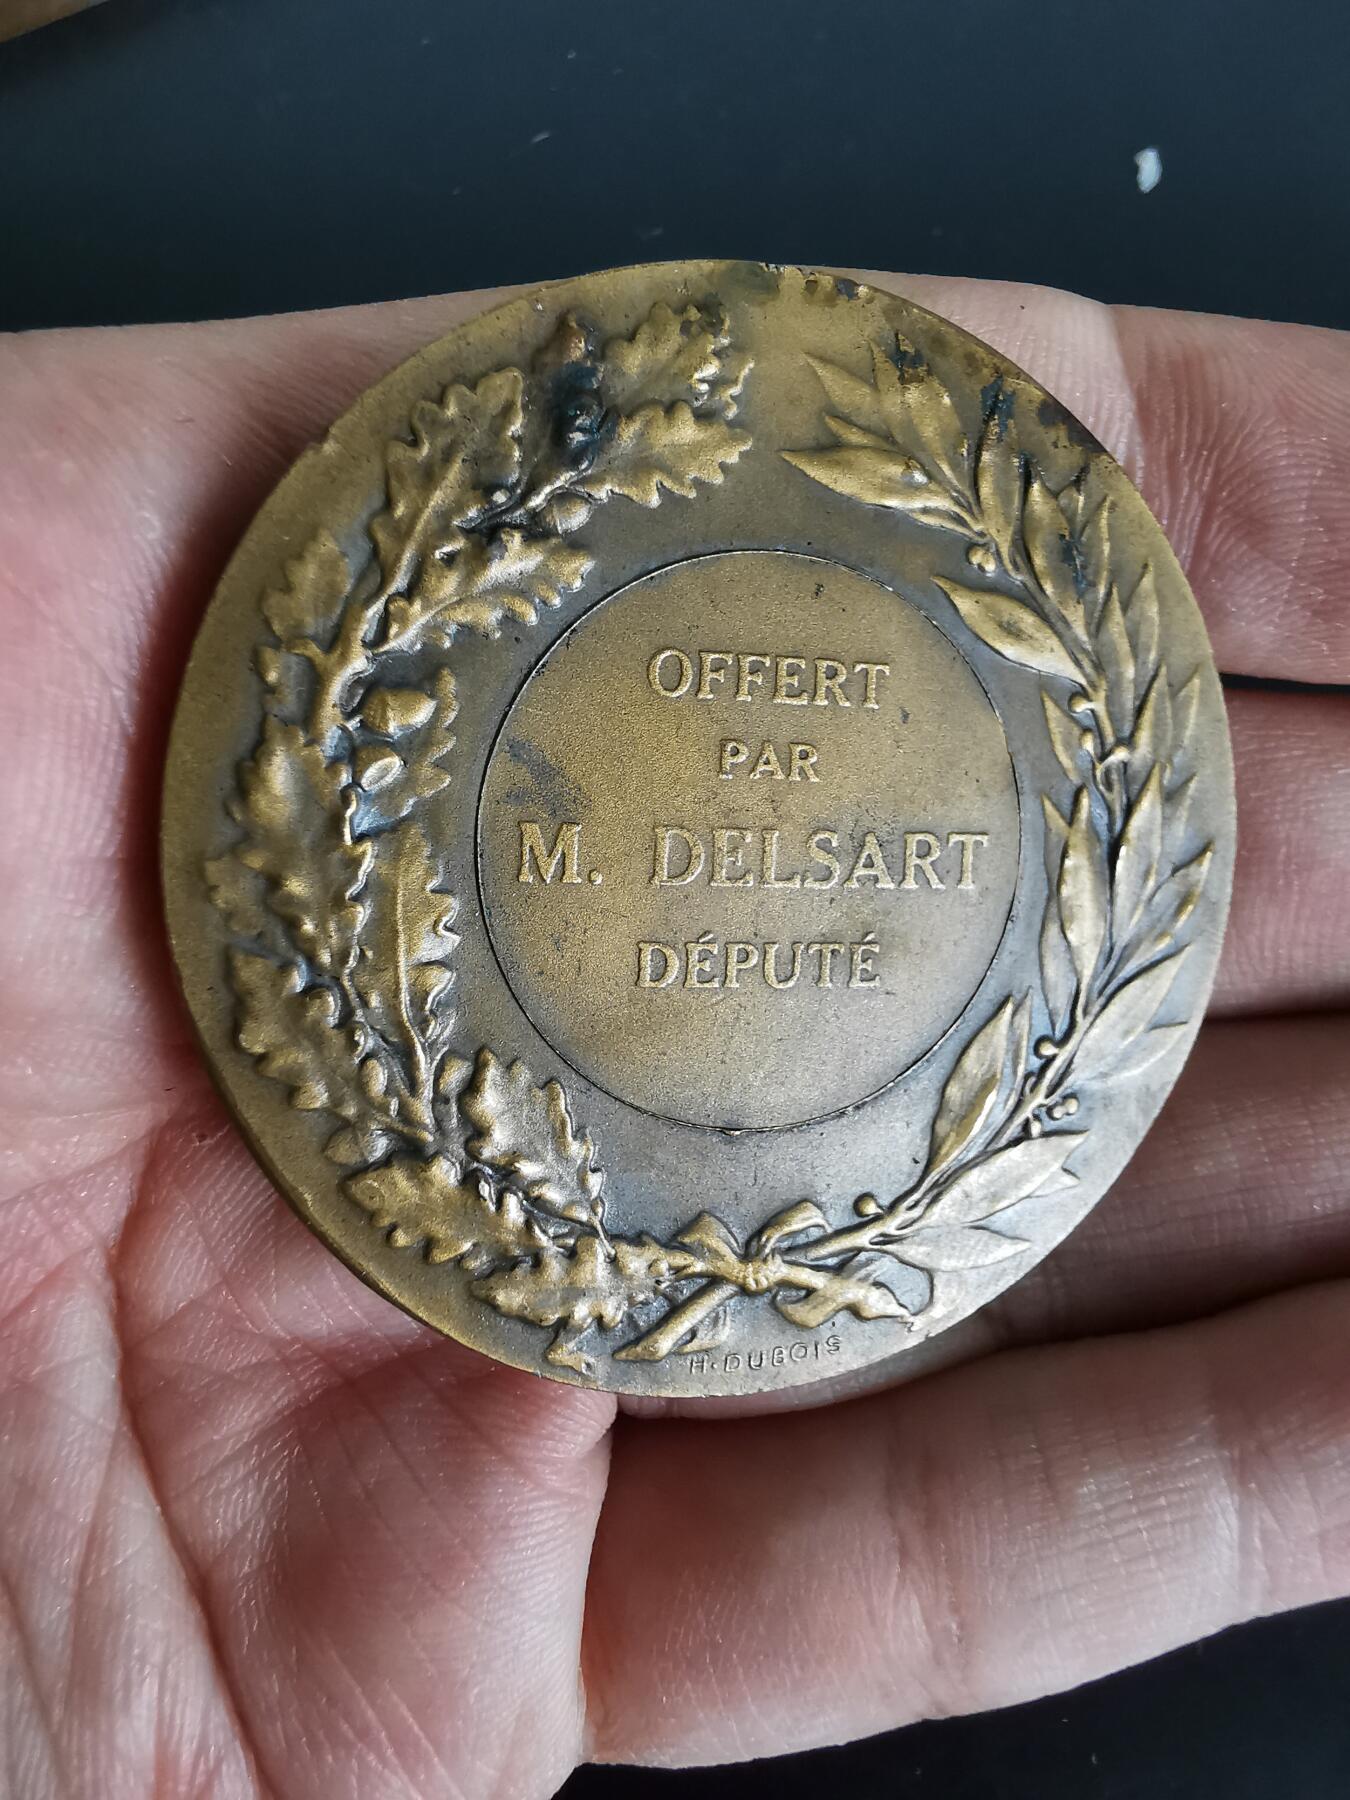 OFFERT
PAR
M. DELSART
DÉPUTÉ
H·DUBOIS